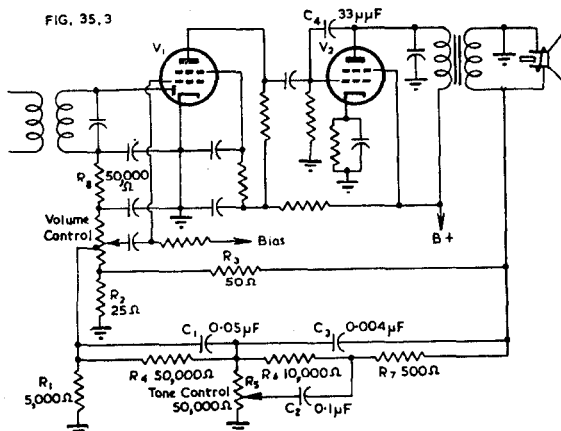 FIG. 35.3
V1
C4
33μμF
V2
R8
50,000
Ω
Volume
Control
Bias
B+
R3
50Ω
R2
25Ω
C1
0.05μF
C3
0.004μF
R4 50,000Ω
R6 10,000Ω
R7 500Ω
R1
5,000Ω
R5
Tone Control
50,000Ω
C2
0.1μF